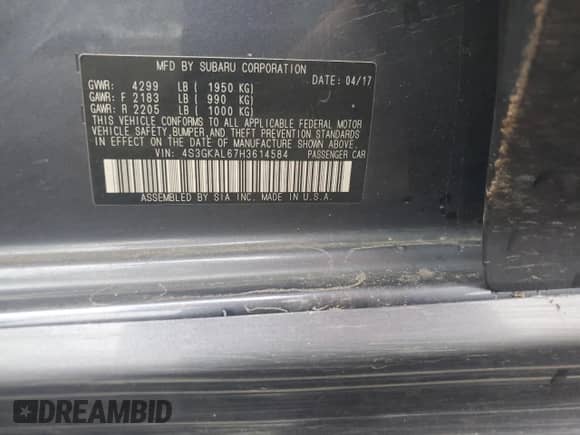 MFD BY SUBARU CORPORATION
DATE: 04/17
GVWR: 4299 LB ( 1950 KG)
GAWR: F 2183 LB ( 990 KG)
GAWR: R 2205 LB ( 1000 KG)
THIS VEHICLE CONFORMS TO ALL APPLICABLE FEDERAL MOTOR
VEHICLE SAFETY, BUMPER, AND THEFT PREVENTION STANDARDS
IN EFFECT ON THE DATE OF MANUFACTURE SHOWN ABOVE.
VIN: 4S3GKAL67H3614584 PASSENGER CAR
ASSEMBLED BY SIA INC. MADE IN U.S.A.
DREAMBID